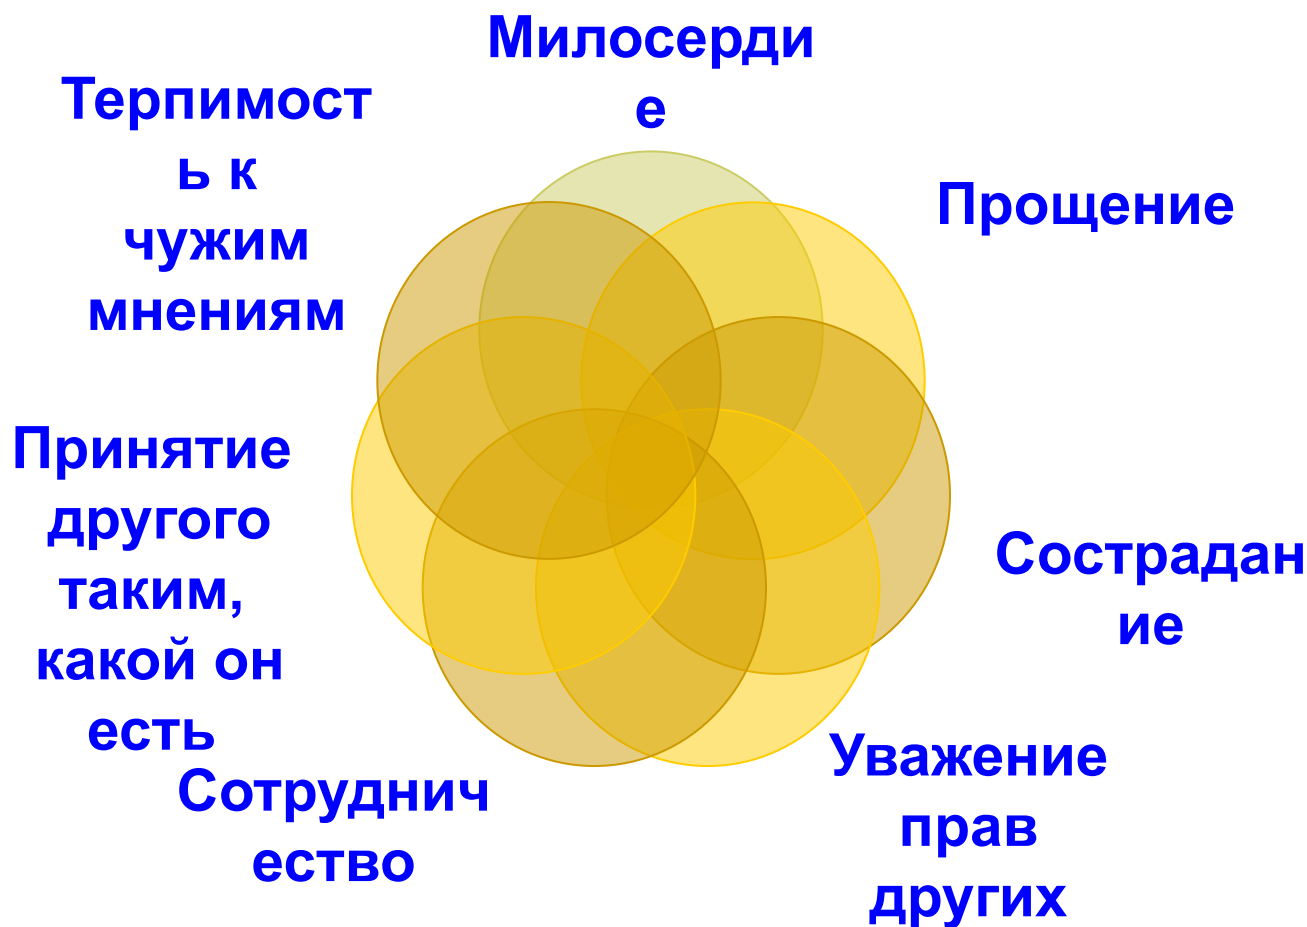 Милосерди
е
Прощение
Сострадан
ие
Уважение
прав
других
Сотруднич
ество
Принятие
другого
таким,
какой он
есть
Терпимост
ь к
чужим
мнениям